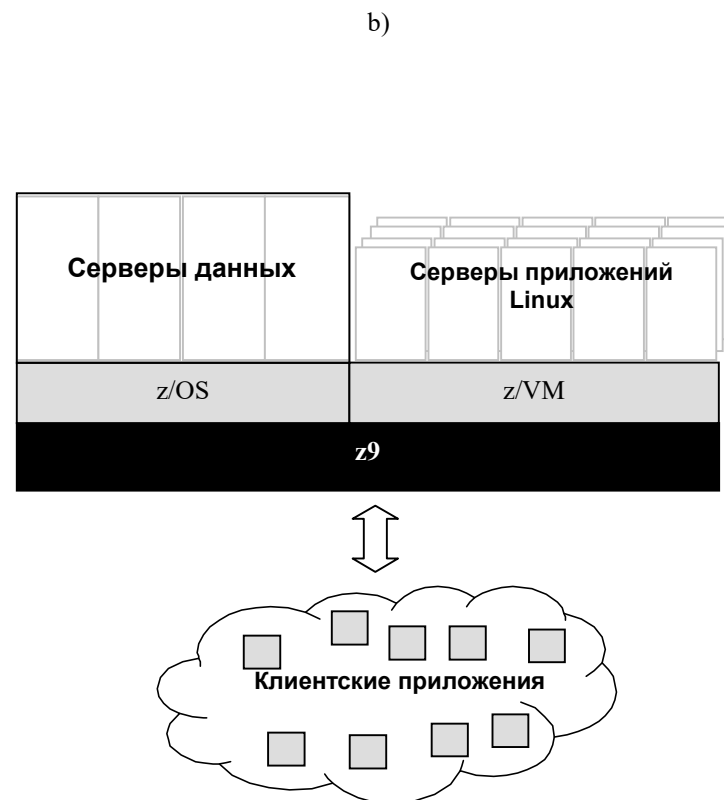 b)
Серверы данных
Серверы приложений
Linux
z/OS
z/VM
z9
Клиентские приложения